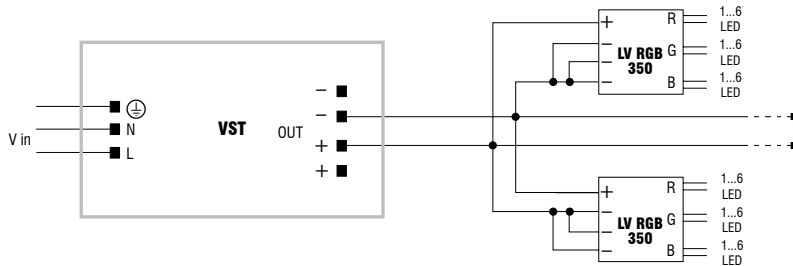 V in
N
L
VST
OUT
−
−
+
+
+
−
−
−
LV RGB
350
R
G
B
1...6
LED
1...6
LED
1...6
LED
+
−
−
−
LV RGB
350
R
G
B
1...6
LED
1...6
LED
1...6
LED